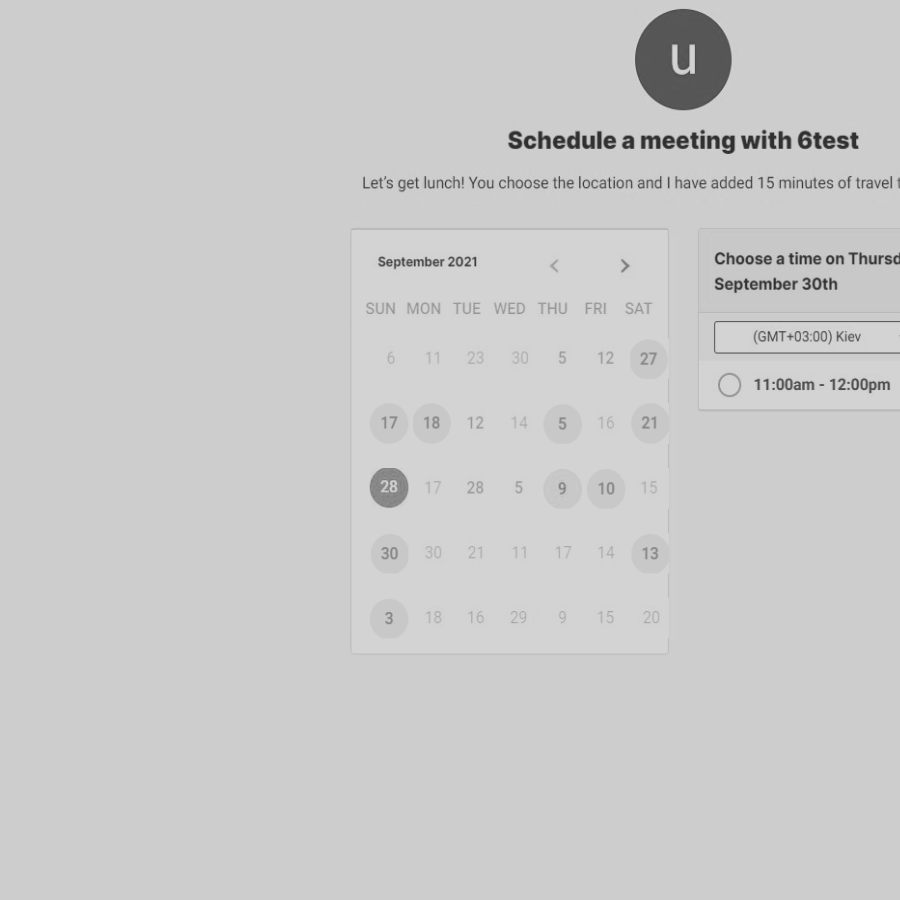 u
Schedule a meeting with 6test
Let's get lunch! You choose the location and I have added 15 minutes of travel
September 2021
SUN MON TUE WED THU FRI SAT
6 11 23 30 5 12 27
17 18 12 14 5 16 21
28 17 28 5 9 10 15
30 30 21 11 17 14 13
3 18 16 29 9 15 20
Choose a time on Thursd
September 30th
(GMT+03:00) Kiev
11:00am - 12:00pm